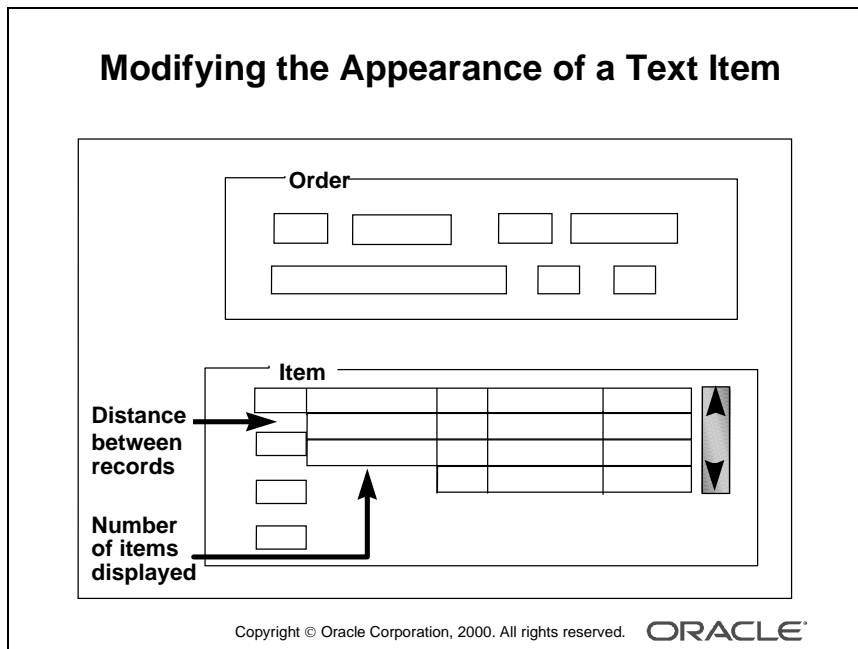 Modifying the Appearance of a Text Item
Order
Item
Distance
between
records
Number
of items
displayed
Copyright © Oracle Corporation, 2000. All rights reserved. ORACLE®